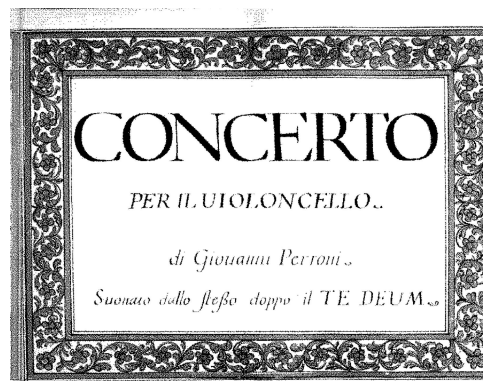 CONCERTO
PER IL UIOLONCELLO.
di Giouanni Perroni.
Suonato dallo steßo doppo il TE DEUM.